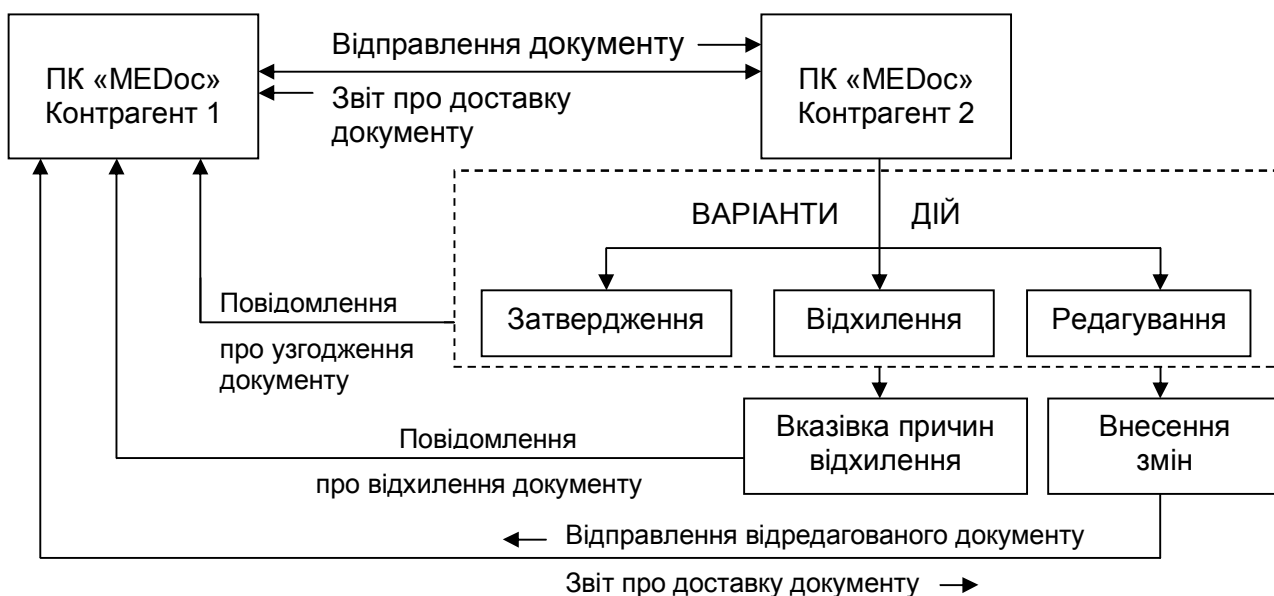 ПК «MEDoc»
Контрагент 1
Відправлення документу
Звіт про доставку
документу
ПК «MEDoc»
Контрагент 2
ВАРІАНТИ ДІЙ
Затвердження
Відхилення
Редагування
Повідомлення
про узгодження
документу
Вказівка причин
відхилення
Внесення
змін
Повідомлення
про відхилення документу
Відправлення відредагованого документу
Звіт про доставку документу